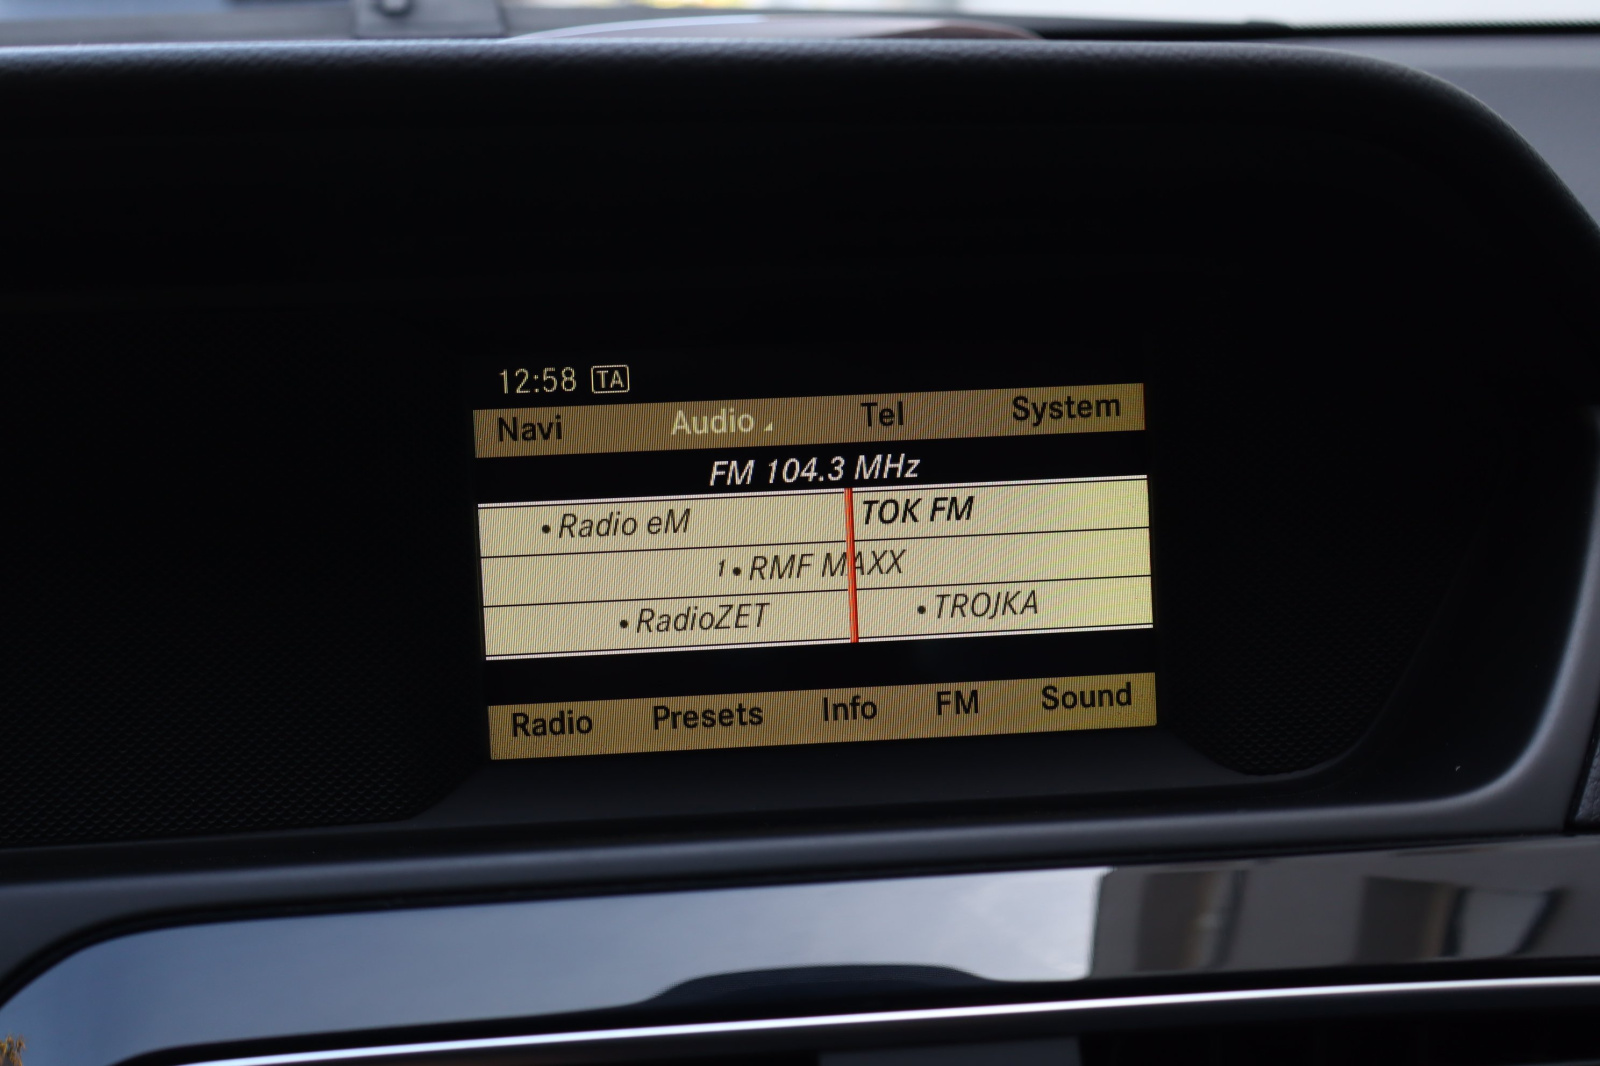 12:58 TA
Navi Audio Tel System
FM 104.3 MHz
•Radio eM TOK FM
1•RMF MAXX
•RadioZET •TROJKA
Radio Presets Info FM Sound